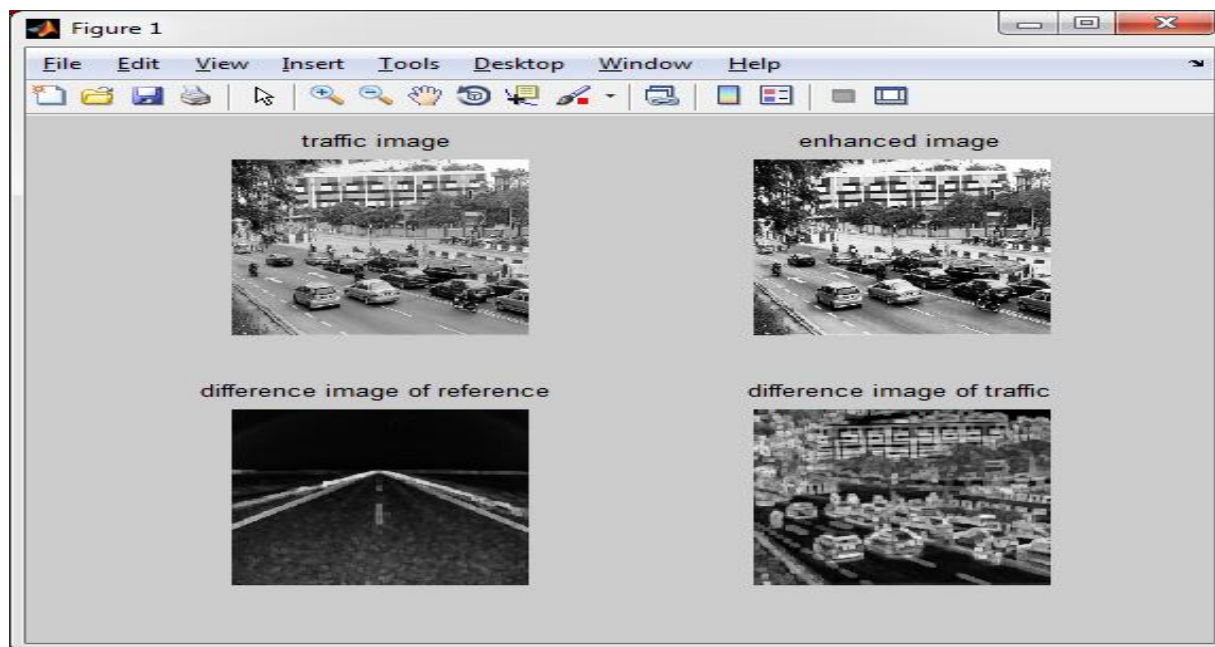 Figure 1
File Edit View Insert Tools Desktop Window Help
traffic image
enhanced image
difference image of reference
difference image of traffic